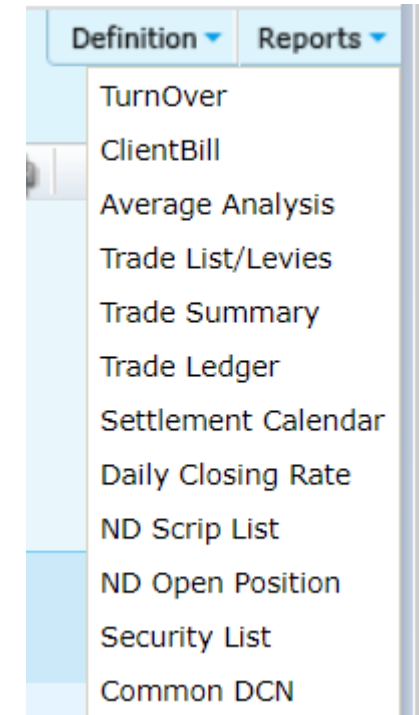 Definition Reports
TurnOver
ClientBill
Average Analysis
Trade List/Levies
Trade Summary
Trade Ledger
Settlement Calendar
Daily Closing Rate
ND Scrip List
ND Open Position
Security List
Common DCN